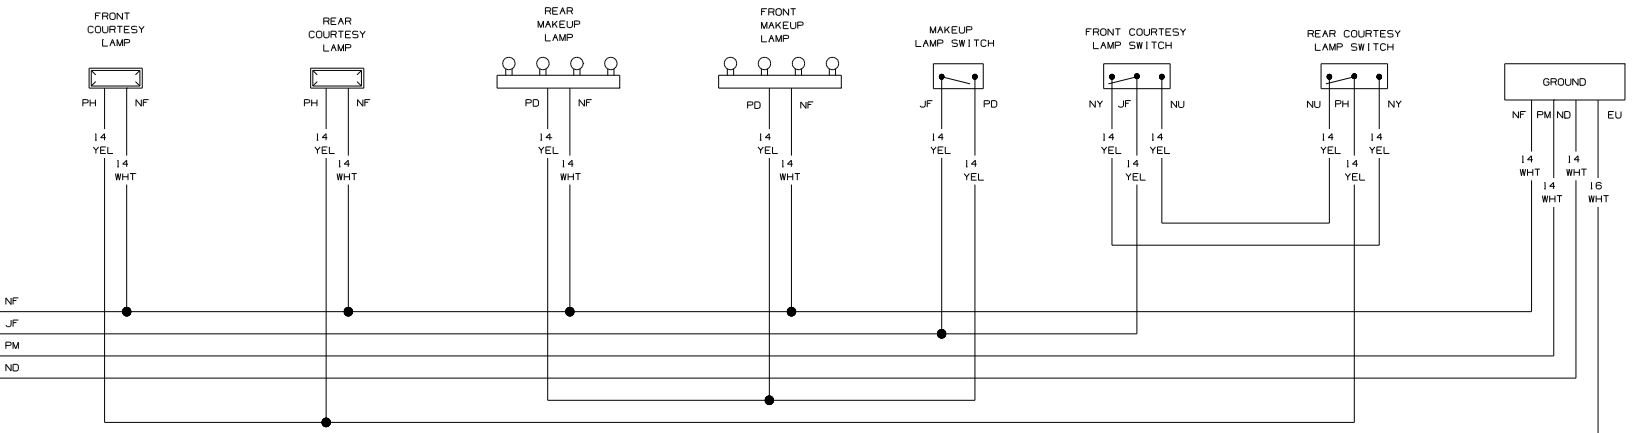 FRONT
COURTESY
LAMP
REAR
COURTESY
LAMP
REAR
MAKEUP
LAMP
FRONT
MAKEUP
LAMP
MAKEUP
LAMP SWITCH
FRONT COURTESY
LAMP SWITCH
REAR COURTESY
LAMP SWITCH
GROUND
PH NF
PH NF
PD NF
PD NF
JF PD
NY JF NU
NU PH NY
NF PM ND EU
14
YEL
14
WHT
14
YEL
14
WHT
14
YEL
14
WHT
14
YEL
14
WHT
14
YEL
14
YEL
14
YEL
14
YEL
14
YEL
14
YEL
14
YEL
14
YEL
14
WHT
14
WHT
14
WHT
16
WHT
NF
JF
PM
ND